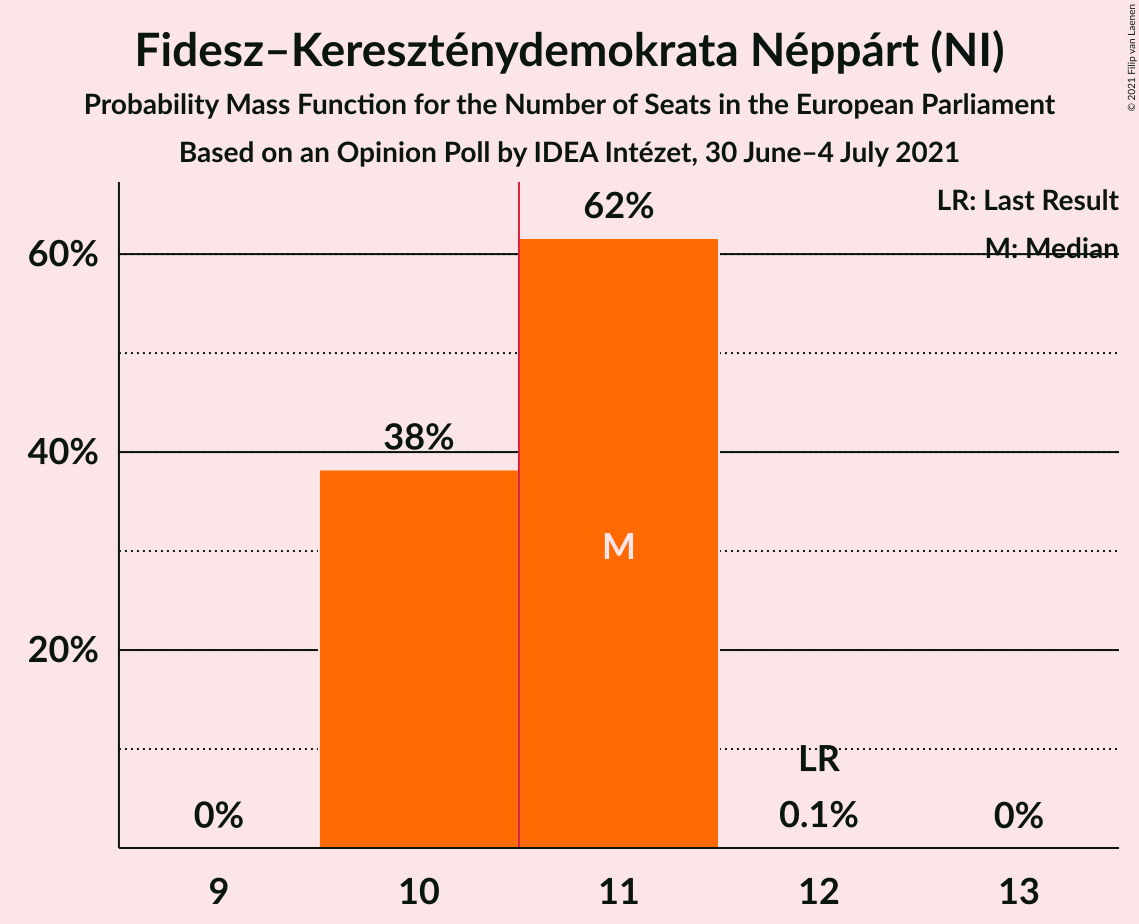 Fidesz–Kereszténydemokrata Néppárt (NI)
Probability Mass Function for the Number of Seats in the European Parliament
Based on an Opinion Poll by IDEA Intézet, 30 June–4 July 2021
© 2021 Filip van Laenen
LR: Last Result
M: Median
60%
40%
20%
0%
38%
62%
M
LR
0.1%
0%
9
10
11
12
13